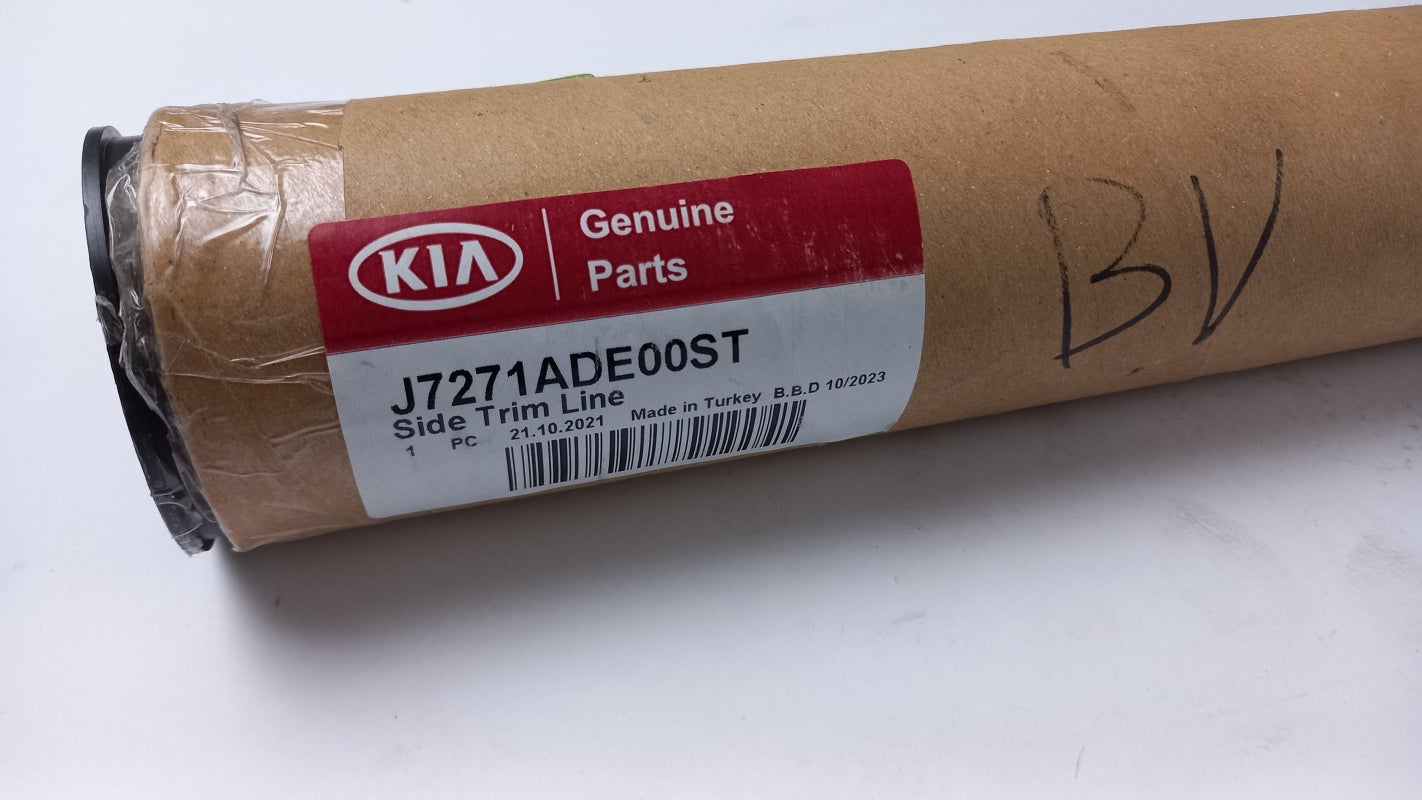 KIA
Genuine
Parts
J7271ADE00ST
Side Trim Line
1 PC 21.10.2021 Made in Turkey B.B.D 10/2023
BV